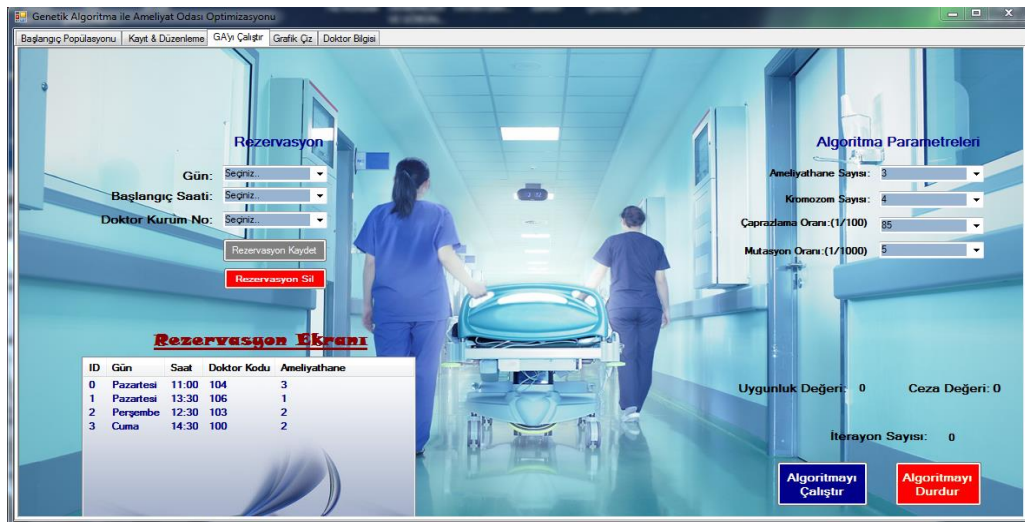 Genetik Algoritma ile Ameliyat Odası Optimizasyonu
Başlangıç Popülasyonu Kayıt & Düzenleme GA'yı Çalıştır Grafik Çiz Doktor Bilgisi
Rezervasyon
Gün: Seçiniz..
Başlangıç Saati: Seçiniz..
Doktor Kurum No: Seçiniz..
Rezervasyon Kaydet
Rezervasyon Sil
Algoritma Parametreleri
Ameliyathane Sayısı: 3
Kromozom Sayısı: 4
Çaprazlama Oranı:(1/100) 85
Mutasyon Oranı:(1/1000) 5
Rezervasyon Ekranı
ID Gün Saat Doktor Kodu Ameliyathane
0 Pazartesi 11:00 104 3
1 Pazartesi 13:30 106 1
2 Perşembe 12:30 103 2
3 Cuma 14:30 100 2
Uygunluk Değeri: 0 Ceza Değeri: 0
İterayon Sayısı: 0
Algoritmayı
Çalıştır
Algoritmayı
Durdur